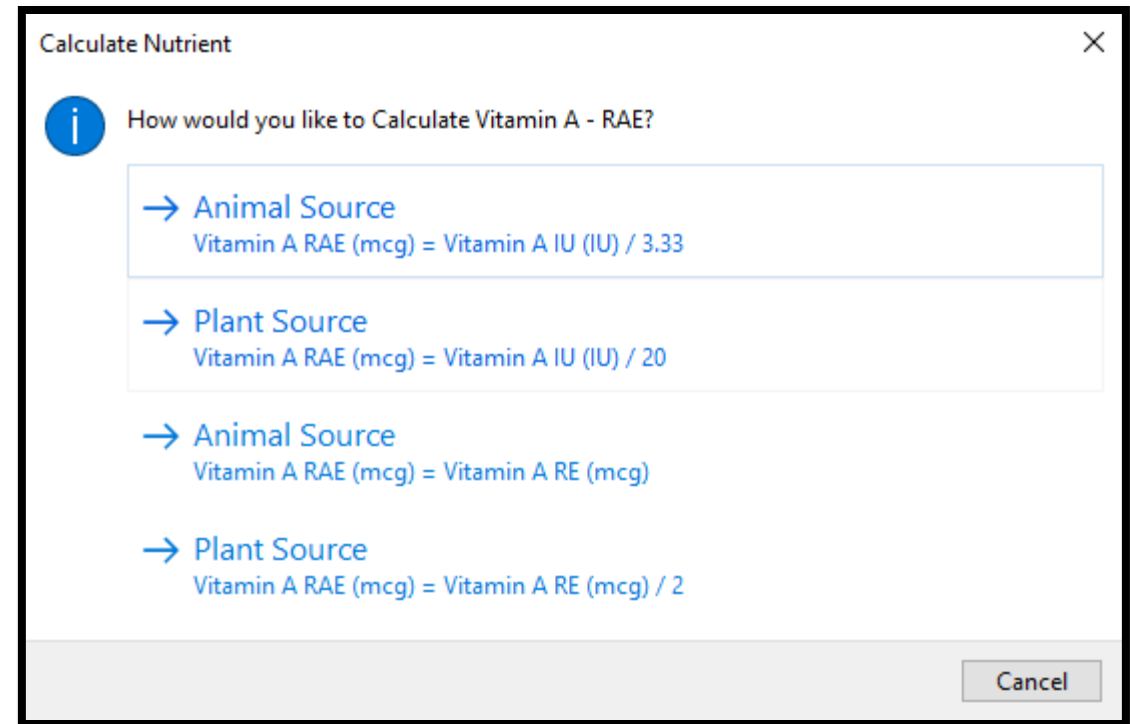 Calculate Nutrient
How would you like to Calculate Vitamin A - RAE?
Animal Source
Vitamin A RAE (mcg) = Vitamin A IU (IU) / 3.33
Plant Source
Vitamin A RAE (mcg) = Vitamin A IU (IU) / 20
Animal Source
Vitamin A RAE (mcg) = Vitamin A RE (mcg)
Plant Source
Vitamin A RAE (mcg) = Vitamin A RE (mcg) / 2
Cancel